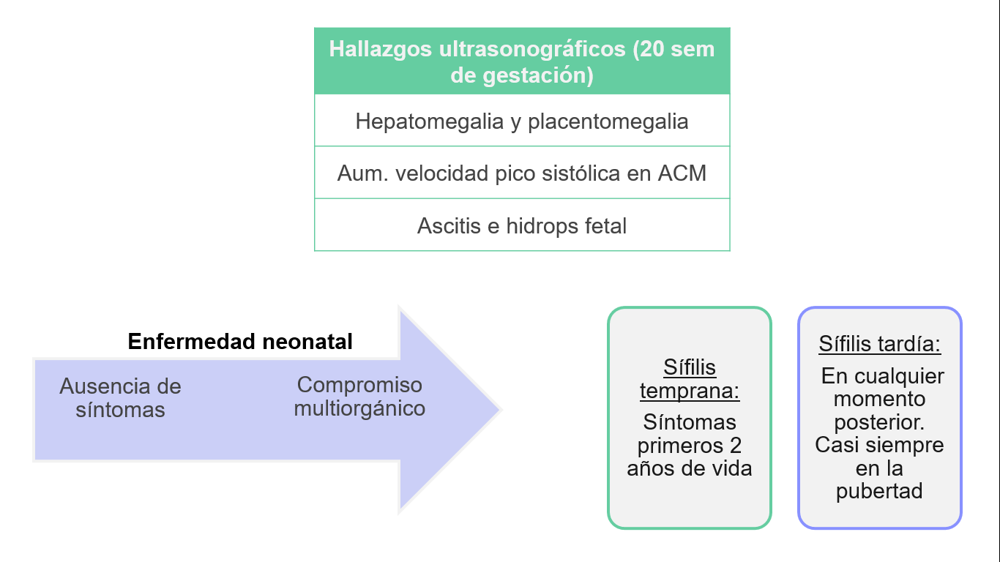 Hallazgos ultrasonográficos (20 sem
de gestación)
Hepatomegalia y placentomegalia
Aum. velocidad pico sistólica en ACM
Ascitis e hidrops fetal
Enfermedad neonatal
Ausencia de
síntomas
Compromiso
multiorgánico
Sífilis
temprana:
Síntomas
primeros 2
años de vida
Sífilis tardía:
En cualquier
momento
posterior.
Casi siempre
en la
pubertad